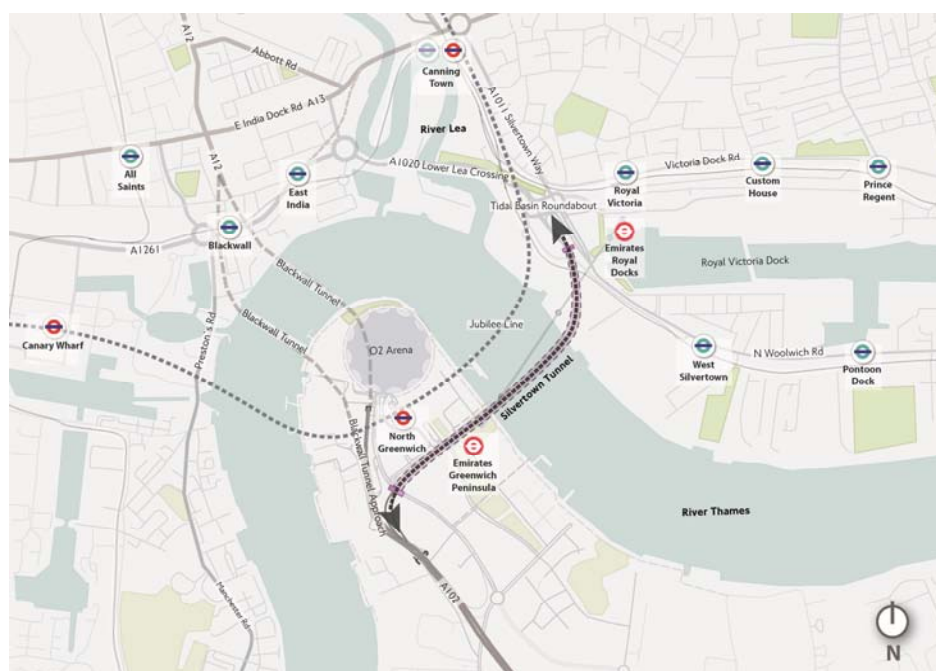 A12
Abbott Rd
Canning
Town
A1011 Silvertown Way
E India Dock Rd A13
River Lea
A12
A1020 Lower Lea Crossing
Victoria Dock Rd
All
Saints
East
India
Royal
Victoria
Custom
House
Prince
Regent
Tidal Basin Roundabout
Blackwall
A1261
Emirates
Royal
Docks
Royal Victoria Dock
Blackwall Tunnel
Preston's Rd
Blackwall Tunnel
Jubilee Line
Canary Wharf
O2 Arena
N Woolwich Rd
West
Silvertown
Pontoon
Dock
Silvertown Tunnel
North
Greenwich
Blackwall Tunnel Approach
Emirates
Greenwich
Peninsula
River Thames
A102
Manchester Rd
N